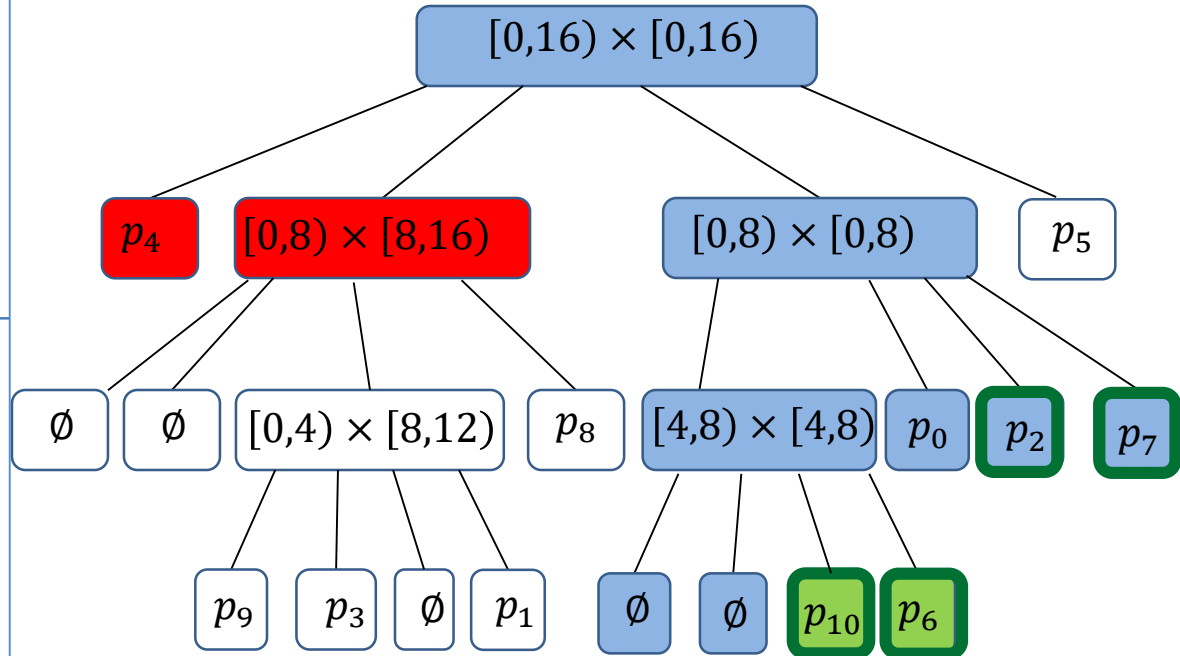 [0,16) × [0,16)
p₄ [0,8) × [8,16) [0,8) × [0,8) p₅
∅ ∅ [0,4) × [8,12) p₈ [4,8) × [4,8) p₀ p₂ p₇
p₉ p₃ ∅ p₁ ∅ ∅ p₁₀ p₆